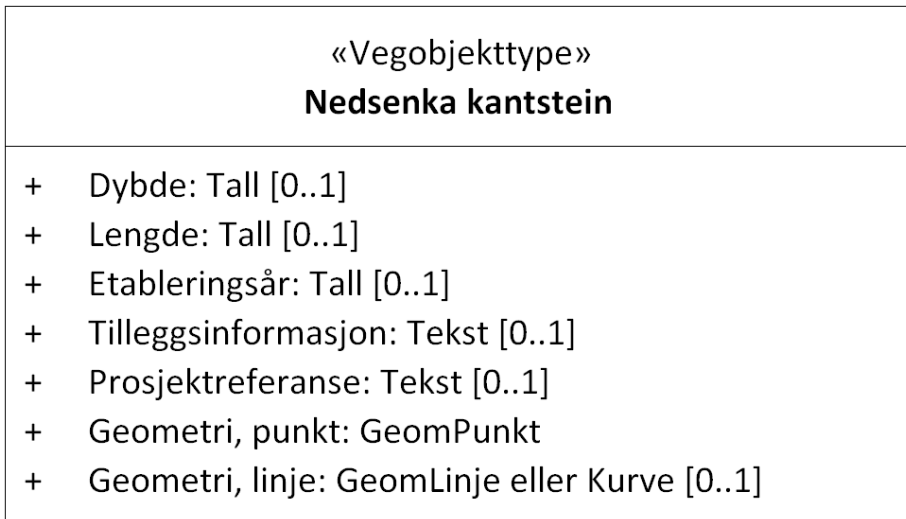 «Vegobjekttype»
Nedsenka kantstein
+ Dybde: Tall [0..1]
+ Lengde: Tall [0..1]
+ Etableringsår: Tall [0..1]
+ Tilleggsinformasjon: Tekst [0..1]
+ Prosjektreferanse: Tekst [0..1]
+ Geometri, punkt: GeomPunkt
+ Geometri, linje: GeomLinje eller Kurve [0..1]